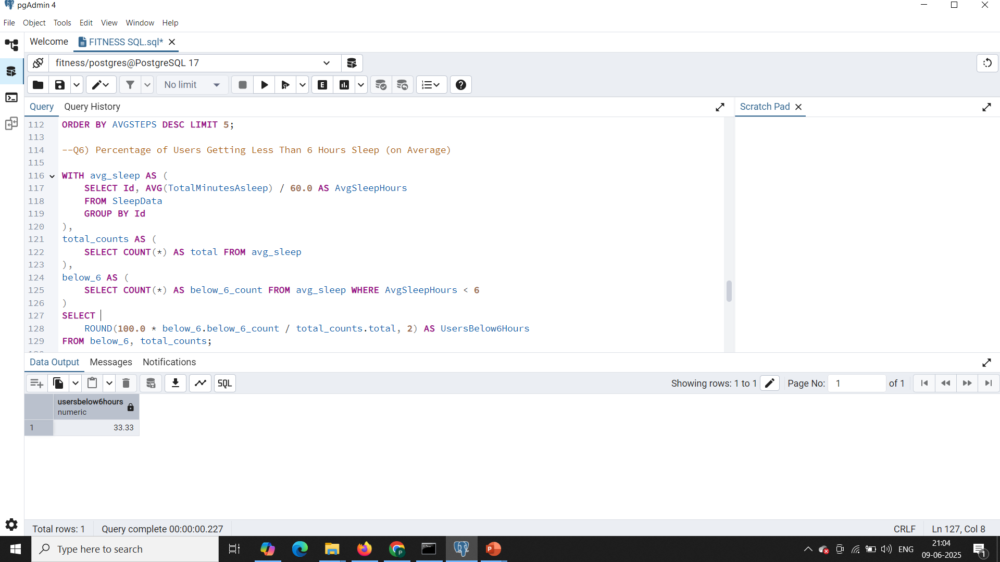 pgAdmin 4
File Object Tools Edit View Window Help
Welcome FITNESS SQL.sql*
fitness/postgres@PostgreSQL 17
No limit
E
Query Query History
Scratch Pad
112 ORDER BY AVGSTEPS DESC LIMIT 5;
113
114 --Q6) Percentage of Users Getting Less Than 6 Hours Sleep (on Average)
115
116 WITH avg_sleep AS (
117 SELECT Id, AVG(TotalMinutesAsleep) / 60.0 AS AvgSleepHours
118 FROM SleepData
119 GROUP BY Id
120 ),
121 total_counts AS (
122 SELECT COUNT(*) AS total FROM avg_sleep
123 ),
124 below_6 AS (
125 SELECT COUNT(*) AS below_6_count FROM avg_sleep WHERE AvgSleepHours < 6
126 )
127 SELECT
128 ROUND(100.0 * below_6.below_6_count / total_counts.total, 2) AS UsersBelow6Hours
129 FROM below_6, total_counts;
Data Output Messages Notifications
SQL
Showing rows: 1 to 1
Page No: 1 of 1
usersbelow6hours
numeric
1 33.33
Total rows: 1 Query complete 00:00:00.227
CRLF Ln 127, Col 8
Type here to search
ENG
21:04
09-06-2025
1